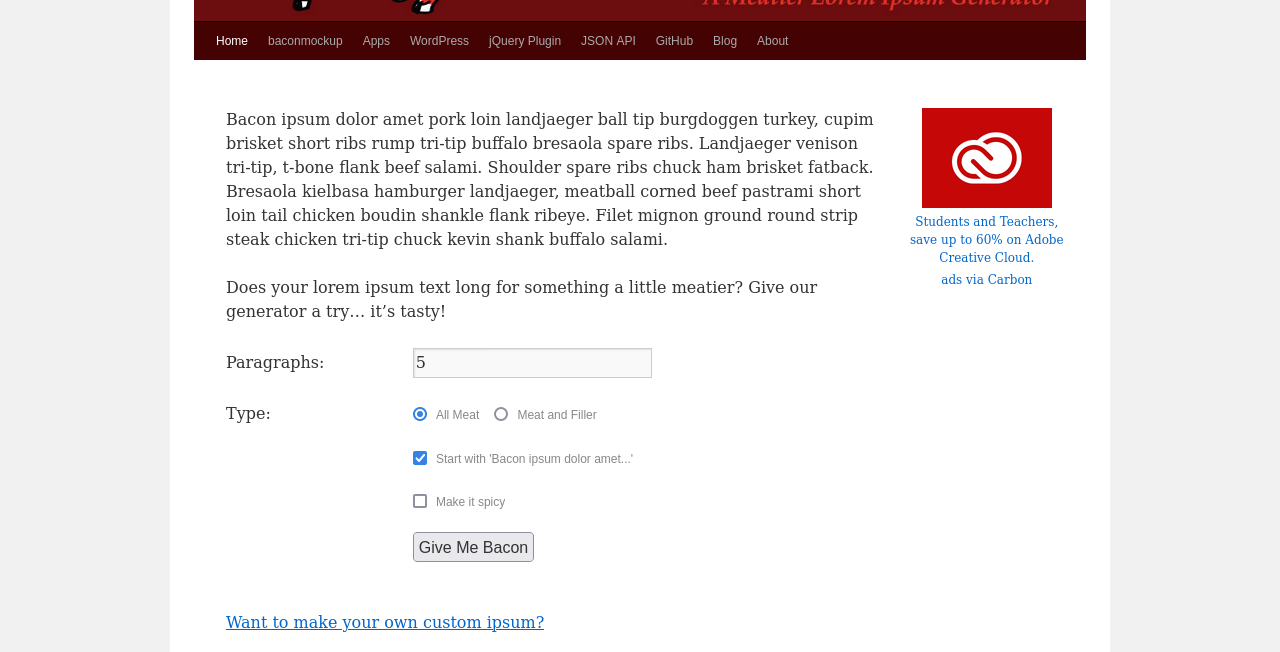 A Meatier Lorem Ipsum Generator
Home baconmockup Apps WordPress jQuery Plugin JSON API GitHub Blog About
Bacon ipsum dolor amet pork loin landjaeger ball tip burgdoggen turkey, cupim
brisket short ribs rump tri-tip buffalo bresaola spare ribs. Landjaeger venison
tri-tip, t-bone flank beef salami. Shoulder spare ribs chuck ham brisket fatback.
Bresaola kielbasa hamburger landjaeger, meatball corned beef pastrami short
loin tail chicken boudin shankle flank ribeye. Filet mignon ground round strip
steak chicken tri-tip chuck kevin shank buffalo salami.
Students and Teachers,
save up to 60% on Adobe
Creative Cloud.
ads via Carbon
Does your lorem ipsum text long for something a little meatier? Give our
generator a try… it’s tasty!
Paragraphs: 5
Type: All Meat Meat and Filler
Start with 'Bacon ipsum dolor amet...'
Make it spicy
Give Me Bacon
Want to make your own custom ipsum?